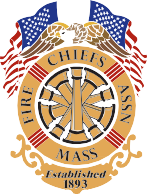 FIRE CHIEFS ASSN
MASS
Established
1893